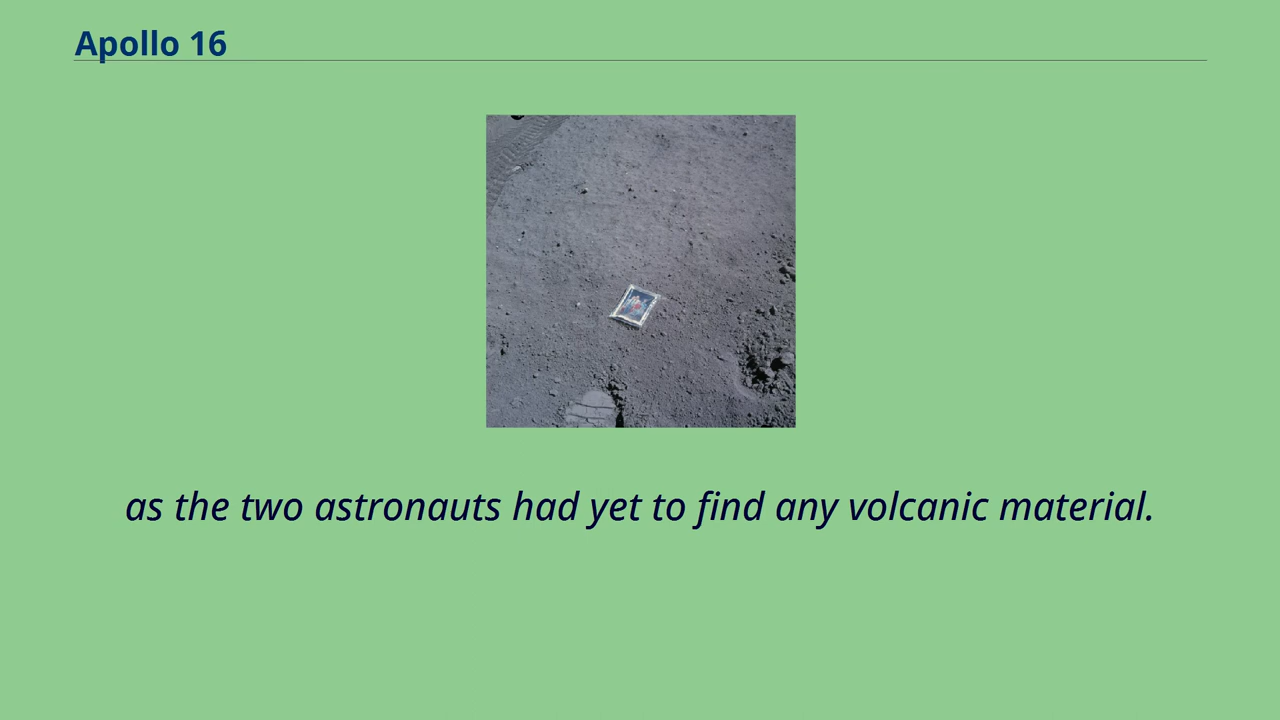 Apollo 16
as the two astronauts had yet to find any volcanic material.